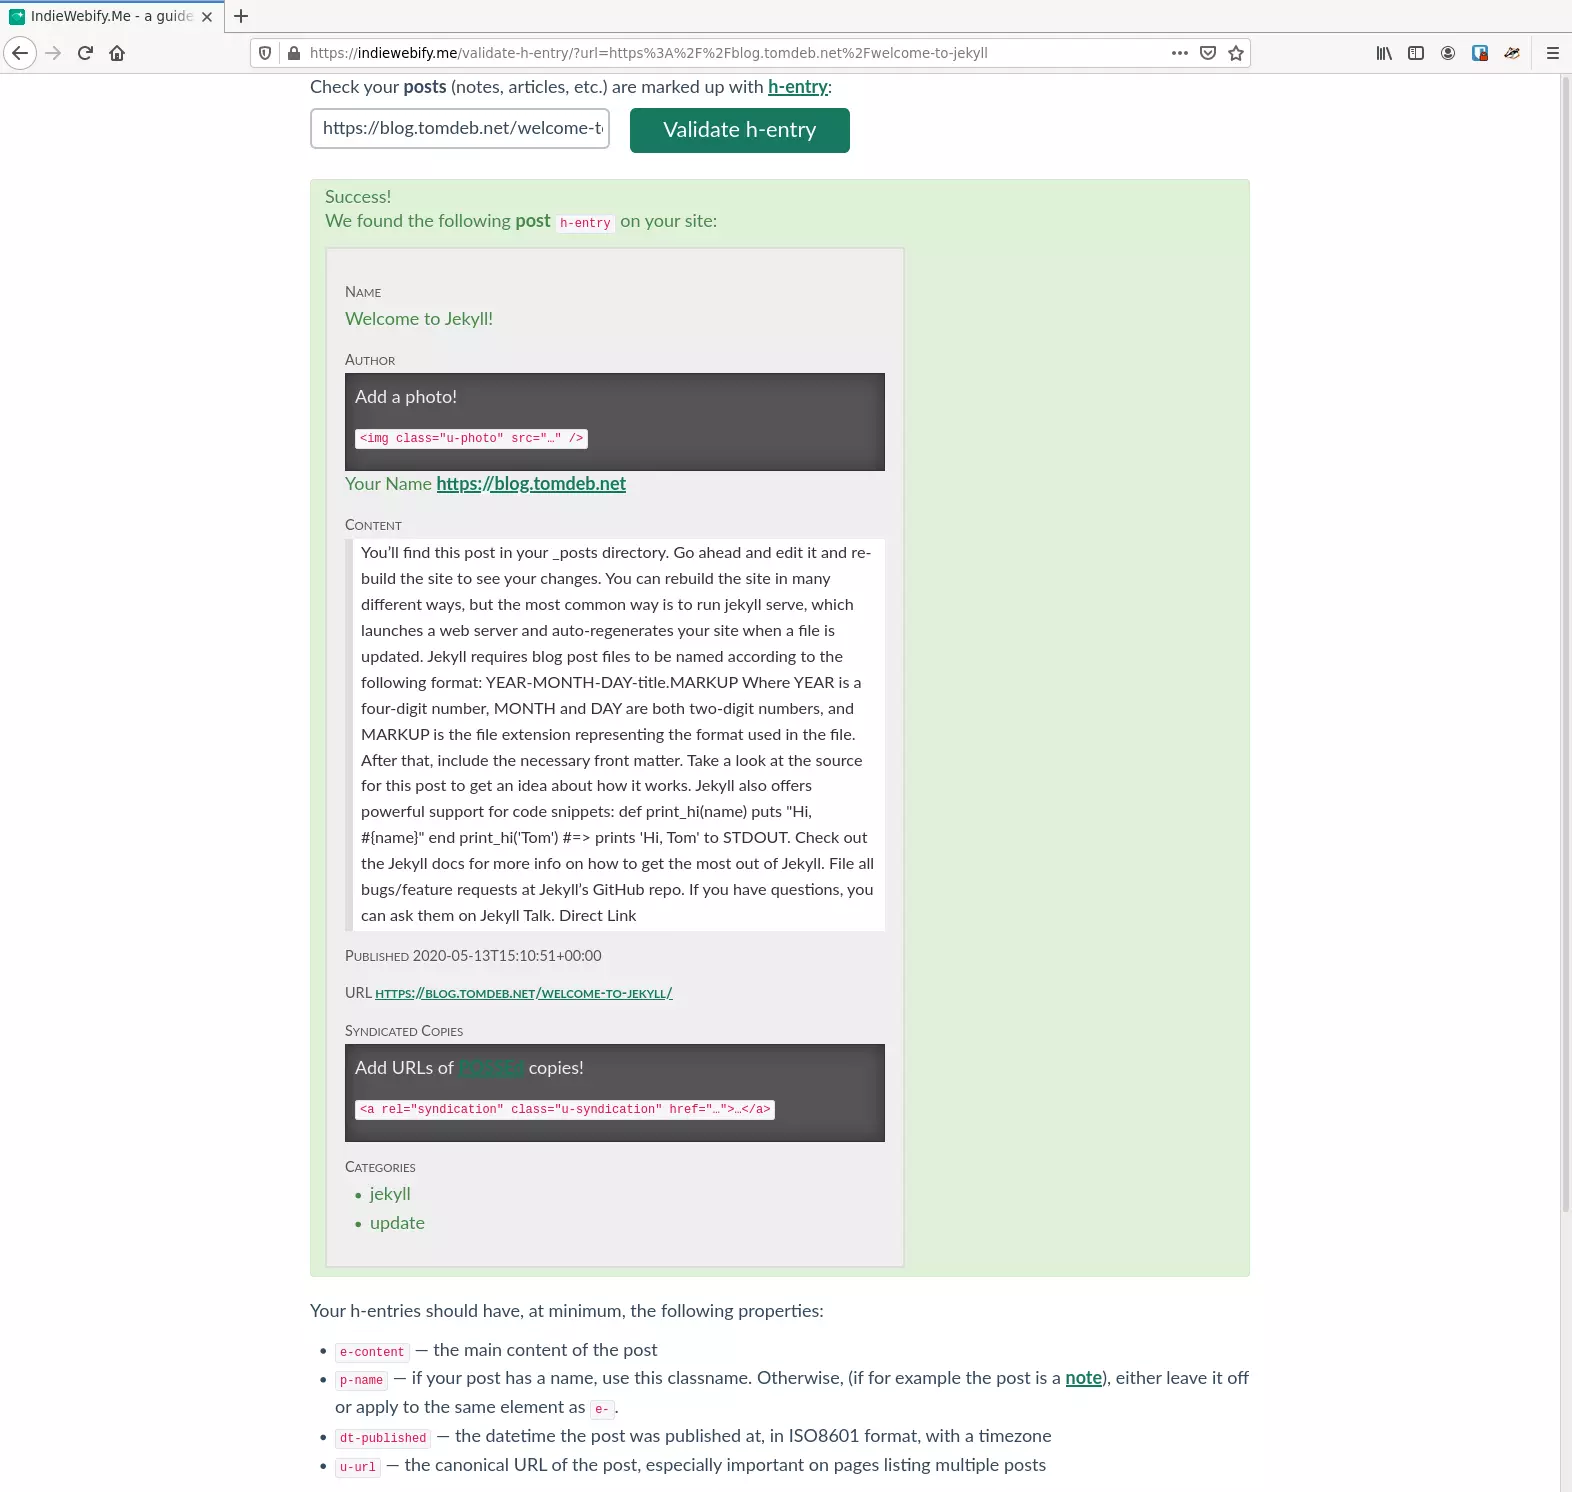 IndieWebify.Me - a guide
https://indiewebify.me/validate-h-entry/?url=https%3A%2F%2Fblog.tomdeb.net%2Fwelcome-to-jekyll
Check your posts (notes, articles, etc.) are marked up with h-entry:
https://blog.tomdeb.net/welcome-t
Validate h-entry
Success!
We found the following post h-entry on your site:
Name
Welcome to Jekyll!
Author
Add a photo!
<img class="u-photo" src="…" />
Your Name https://blog.tomdeb.net
Content
You’ll find this post in your _posts directory. Go ahead and edit it and re-
build the site to see your changes. You can rebuild the site in many
different ways, but the most common way is to run jekyll serve, which
launches a web server and auto-regenerates your site when a file is
updated. Jekyll requires blog post files to be named according to the
following format: YEAR-MONTH-DAY-title.MARKUP Where YEAR is a
four-digit number, MONTH and DAY are both two-digit numbers, and
MARKUP is the file extension representing the format used in the file.
After that, include the necessary front matter. Take a look at the source
for this post to get an idea about how it works. Jekyll also offers
powerful support for code snippets: def print_hi(name) puts "Hi,
#{name}" end print_hi('Tom') #=> prints 'Hi, Tom' to STDOUT. Check out
the Jekyll docs for more info on how to get the most out of Jekyll. File all
bugs/feature requests at Jekyll’s GitHub repo. If you have questions, you
can ask them on Jekyll Talk. Direct Link
Published 2020-05-13T15:10:51+00:00
URL https://blog.tomdeb.net/welcome-to-jekyll/
Syndicated Copies
Add URLs of POSSEd copies!
<a rel="syndication" class="u-syndication" href="…">…</a>
Categories
• jekyll
• update
Your h-entries should have, at minimum, the following properties:
• e-content — the main content of the post
• p-name — if your post has a name, use this classname. Otherwise, (if for example the post is a note), either leave it off
or apply to the same element as e-.
• dt-published — the datetime the post was published at, in ISO8601 format, with a timezone
• u-url — the canonical URL of the post, especially important on pages listing multiple posts